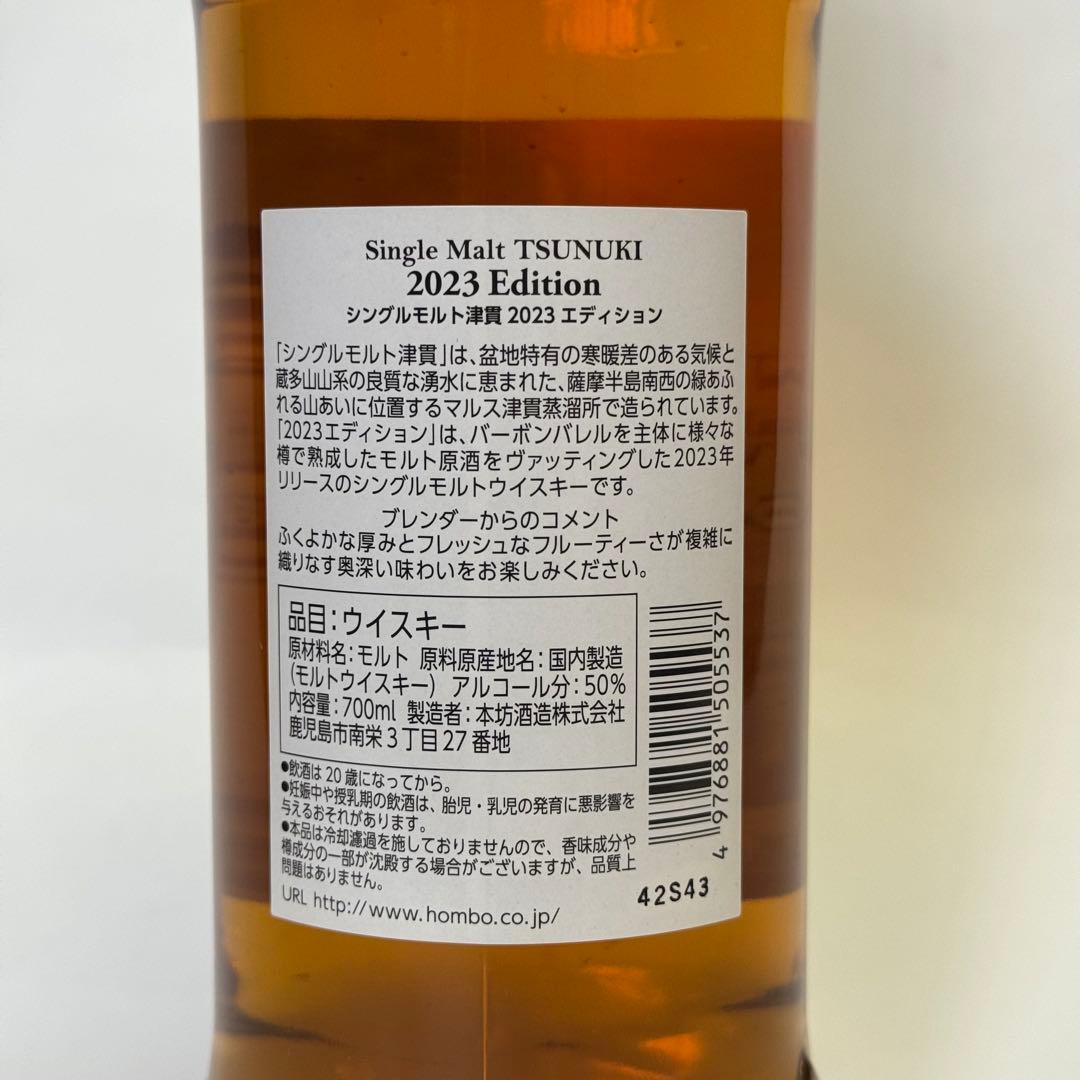 Single Malt TSUNUKI
2023 Edition
シングルモルト津貫 2023 エディション
「シングルモルト津貫」は、盆地特有の寒暖差のある気候と
蔵多山山系の良質な湧水に恵まれた、薩摩半島南西の緑あふ
れる山あいに位置するマルス津貫蒸溜所で造られています。
「2023エディション」は、バーボンバレルを主体に様々な
樽で熟成したモルト原酒をヴァッティングした2023年
リリースのシングルモルトウイスキーです。
ブレンダーからのコメント
ふくよかな厚みとフレッシュなフルーティーさが複雑に
織りなす奥深い味わいをお楽しみください。
品目：ウイスキー
原材料名：モルト 原料原産地名：国内製造
(モルトウイスキー) アルコール分：50%
内容量：700ml 製造者：本坊酒造株式会社
鹿児島市南栄3丁目27番地
●飲酒は20歳になってから。
●妊娠中や授乳期の飲酒は、胎児・乳児の発育に悪影響を
与えるおそれがあります。
●本品は冷却濾過を施しておりませんので、香味成分や
樽成分の一部が沈殿する場合がございますが、品質上
問題はありません。
URL http://www.hombo.co.jp/
4 976881 505537
42S43